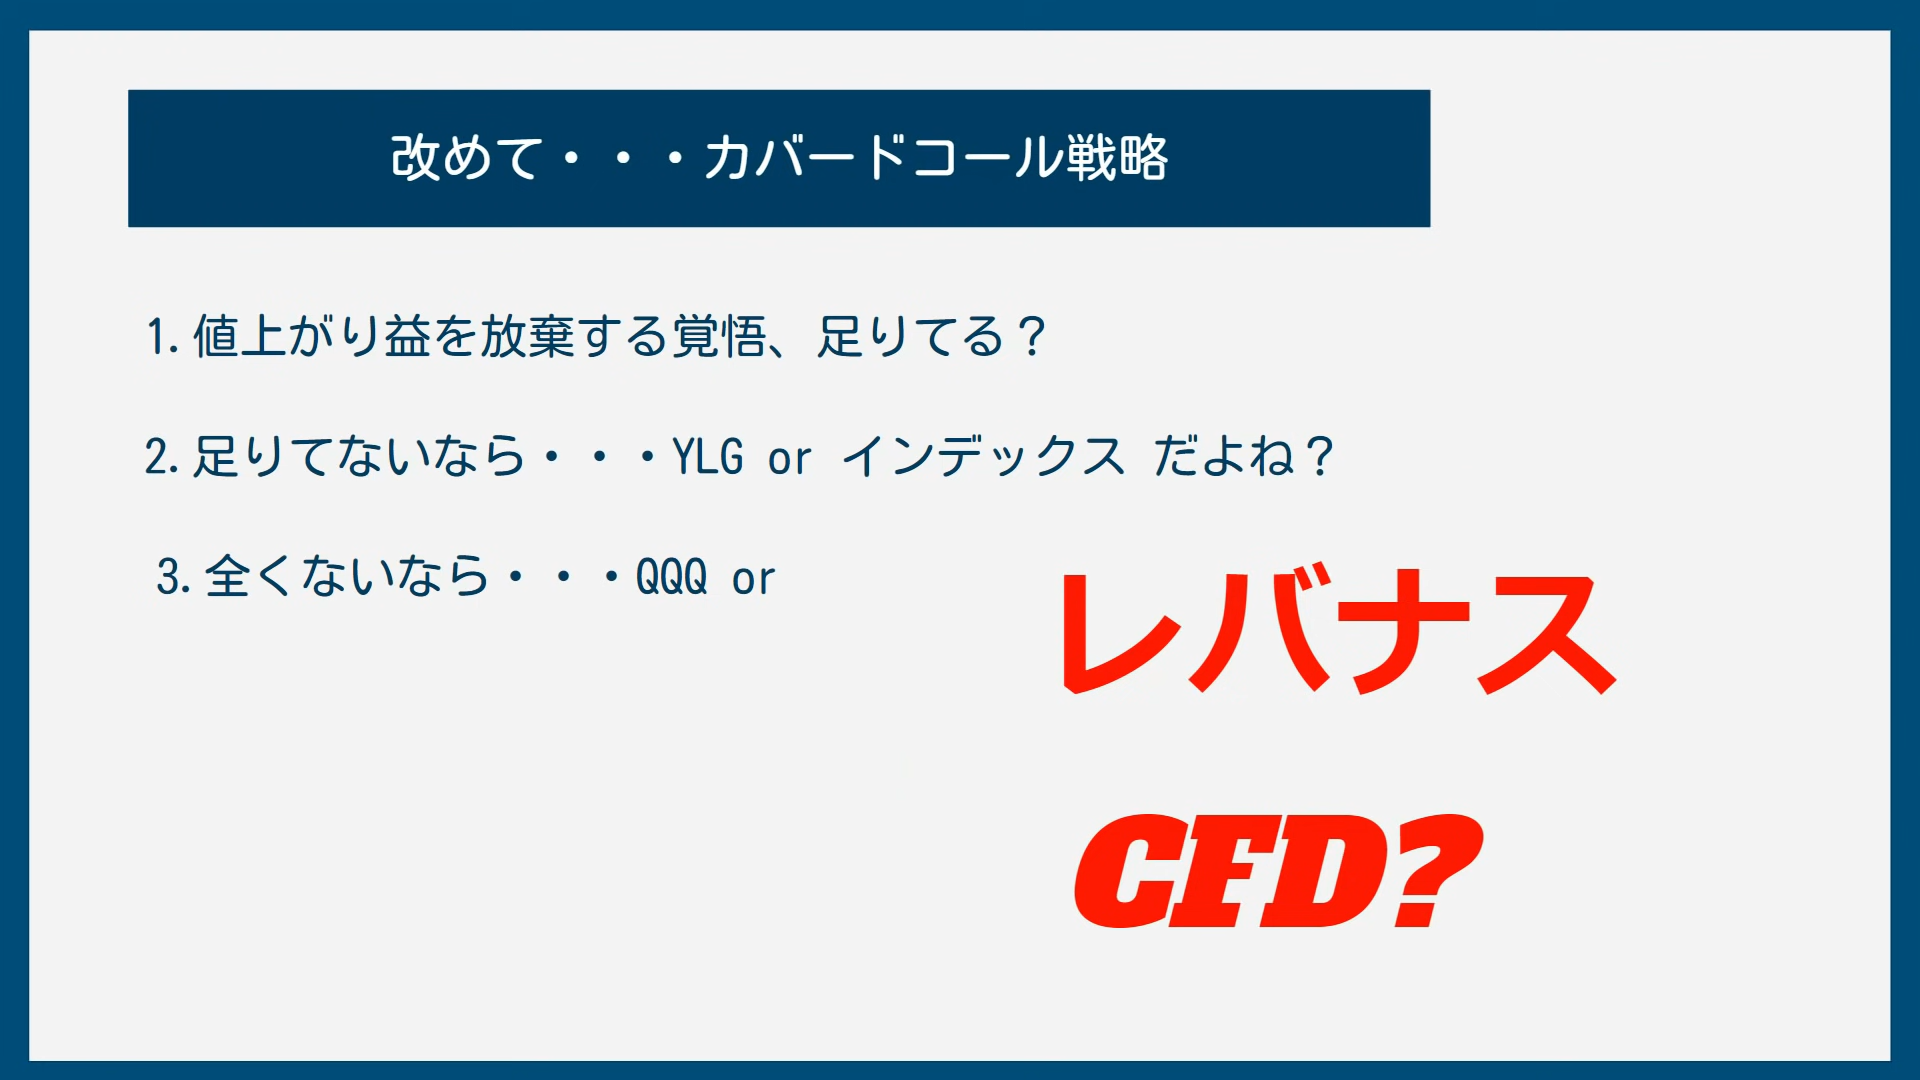 改めて・・・カバードコール戦略
1. 値上がり益を放棄する覚悟、足りてる？
2. 足りてないなら・・・YLG or インデックス だよね？
3. 全くないなら・・・QQQ or
レバナス
CFD?